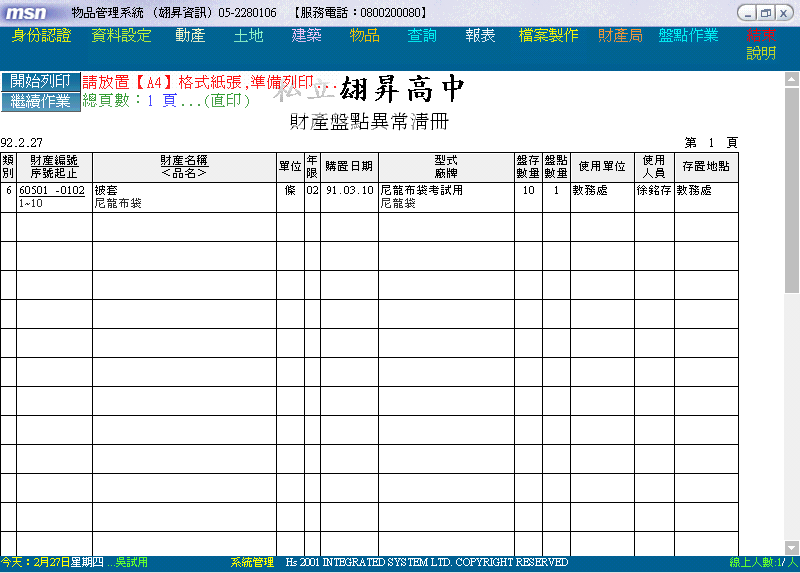 msn 物品管理系統 (翃昇資訊) 05-2280106 【服務電話：0800200080】
身份認證 資料設定 動產 土地 建築 物品 查詢 報表 檔案製作 財產局 盤點作業
說明
開始列印 請放置【A4】格式紙張,準備列印...
繼續作業 總頁數：1 頁...(直印)
私立翃昇高中
財產盤點異常清冊
92.2.27 第 1 頁
類別 財產編號 序號起止 財產名稱 <品名> 單位 年限 購置日期 型式 廠牌 盤存數量 盤點數量 使用單位 使用人員 存置地點
6 60501 -0102 被套 條 02 91.03.10 尼龍布袋考試用 10 1 教務處 徐銘存 教務處
1~10 尼龍布袋 尼龍袋
今天：2月27日星期四 ...吳試用 系統管理 Hs 2001 INTEGRATED SYSTEM LTD. COPYRIGHT RESERVED 線上人數:1/人